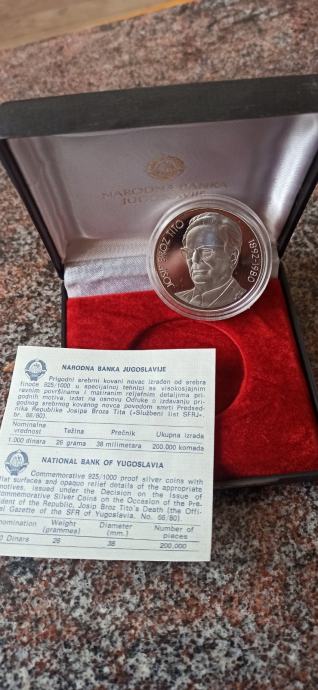 NARODNA BANKA
JUGOSLAVIJE
JOSIP BROZ TITO
1892-1980
NARODNA BANKA JUGOSLAVIJE
Prigodni srebrni kovani novac izrađen od srebra
finoće 925/1000 u specijalnoj tehnici sa visokosjajnim
ravnim površinama i matiranim reljefnim detaljima pri-
godnih motiva, izdat na osnovu Odluke o izdavanju pri-
godnog srebrnog kovanog novca povodom smrti Predsed-
nika Republike Josipa Broza Tita («Službeni list SFRJ»,
br. 66/80).
Nominalna vrednost Težina Prečnik Ukupna izrada
1.000 dinara 26 grama 38 milimetara 200.000 komada
NATIONAL BANK OF YUGOSLAVIA
Commemorative 925/1000 proof silver coins with
flat surfaces and opaque relief details of the appropriate
motives, issued under the Decision on the Issue of
Commemorative Silver Coins on the Occasion of the Pre-
of the Republic, Josip Broz Tito's Death (the Offi-
Gazette of the SFR of Yugoslavia, No. 66/80).
Weight (grammes) Diameter (mm.) Number of pieces
Dinars 26 38 200,000